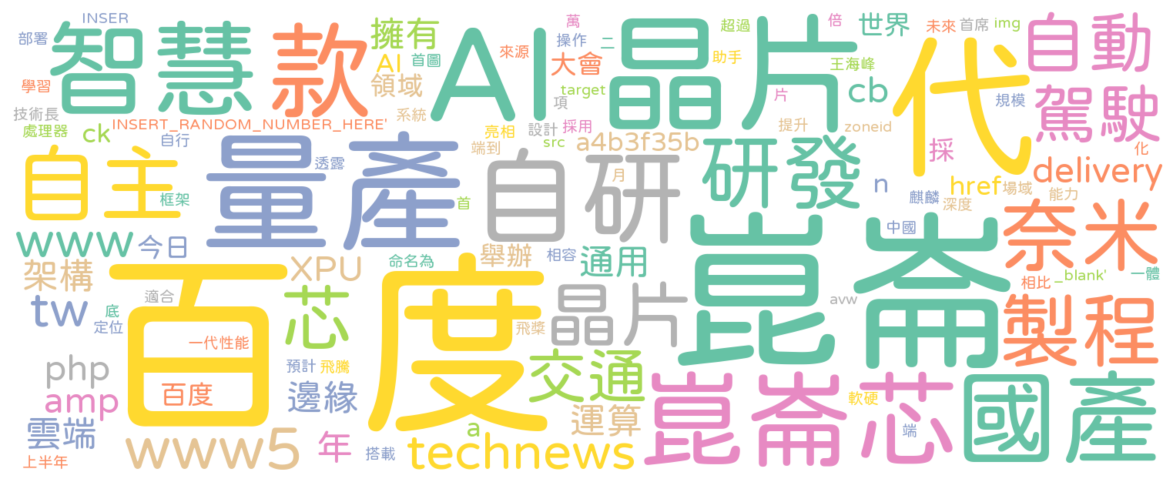 INSER
部署
智慧
款
擁有
AI
首圖
來源
AI
晶片
萬
操作
二
大會
target
項
超過
倍
助手
世界
王海峰
cb
片
未來
首席
img
代
規模
自動
駕駛
化
學習
技術長
處理器
ck
INSERT_RANDOM_NUMBER_HERE'
自行
領域
系統
亮相
設計
採用
src
端到
a4b3f35b
提升
zoneid
採
delivery
自主
框架
量產
透露
首
自研
月
研發
n
麒麟
href
深度
場域
能力
奈米
www
今日
架構
tw
底
定位
適合
命名為
舉辦
相容
通用
崑崙
中國
相比
_blank'
一體
XPU
芯
百度
一代性能
飛槳
晶片
avw
製程
php
amp
百度
預計
飛騰
邊緣
交通
運算
崑崙芯
軟硬
端
國產
雲端
上半年
www5
年
搭載
a
technews